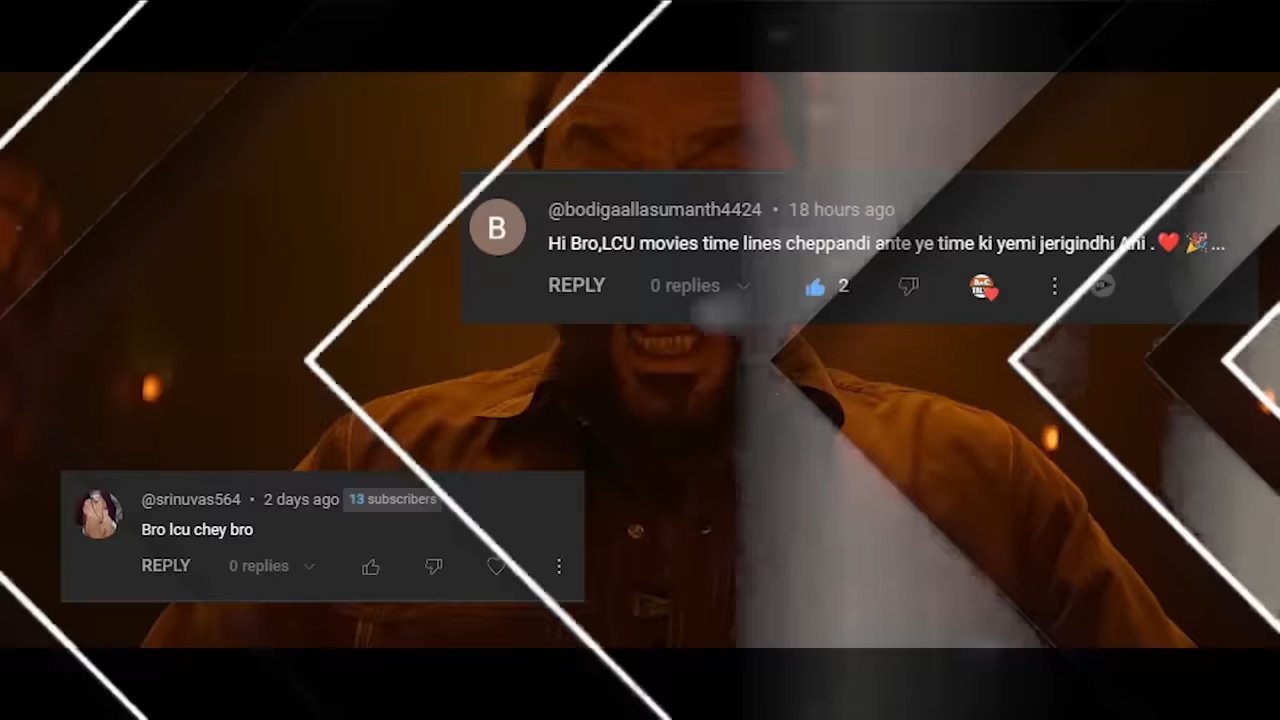 B
@bodigaallasumanth4424 • 18 hours ago
Hi Bro,LCU movies time lines cheppandi ante ye time ki yemi jerigindhi Ani .❤️ 🎉...
REPLY 0 replies 2
@srinuvas564 • 2 days ago 13 subscribers
Bro lcu chey bro
REPLY 0 replies